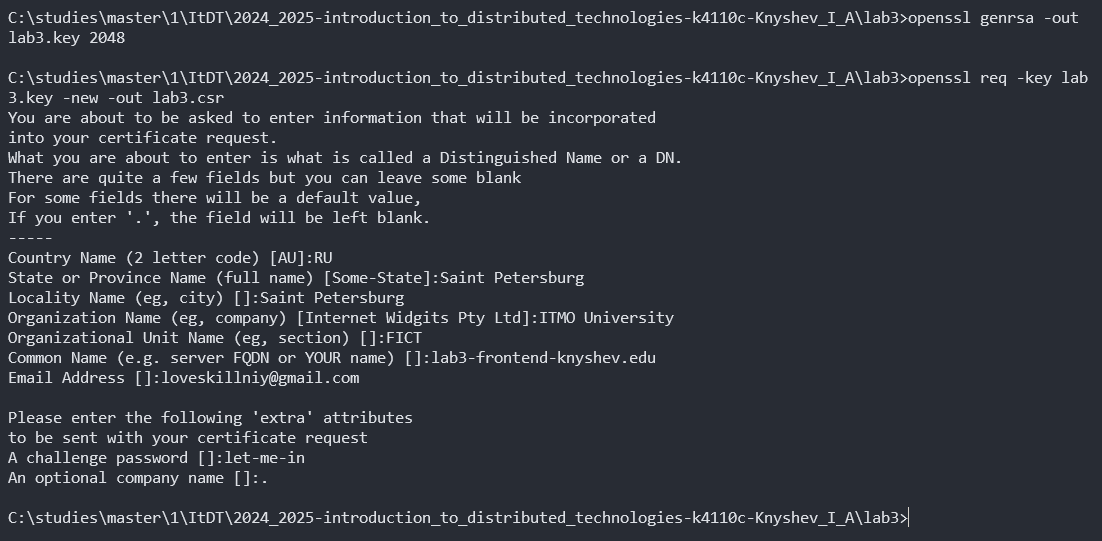 C:\studies\master\1\ItDT\2024_2025-introduction_to_distributed_technologies-k4110c-Knyshev_I_A\lab3>openssl genrsa -out
lab3.key 2048
C:\studies\master\1\ItDT\2024_2025-introduction_to_distributed_technologies-k4110c-Knyshev_I_A\lab3>openssl req -key lab
3.key -new -out lab3.csr
You are about to be asked to enter information that will be incorporated
into your certificate request.
What you are about to enter is what is called a Distinguished Name or a DN.
There are quite a few fields but you can leave some blank
For some fields there will be a default value,
If you enter '.', the field will be left blank.
-----
Country Name (2 letter code) [AU]:RU
State or Province Name (full name) [Some-State]:Saint Petersburg
Locality Name (eg, city) []:Saint Petersburg
Organization Name (eg, company) [Internet Widgits Pty Ltd]:ITMO University
Organizational Unit Name (eg, section) []:FICT
Common Name (e.g. server FQDN or YOUR name) []:lab3-frontend-knyshev.edu
Email Address []:loveskillniy@gmail.com
Please enter the following 'extra' attributes
to be sent with your certificate request
A challenge password []:let-me-in
An optional company name []:.
C:\studies\master\1\ItDT\2024_2025-introduction_to_distributed_technologies-k4110c-Knyshev_I_A\lab3>